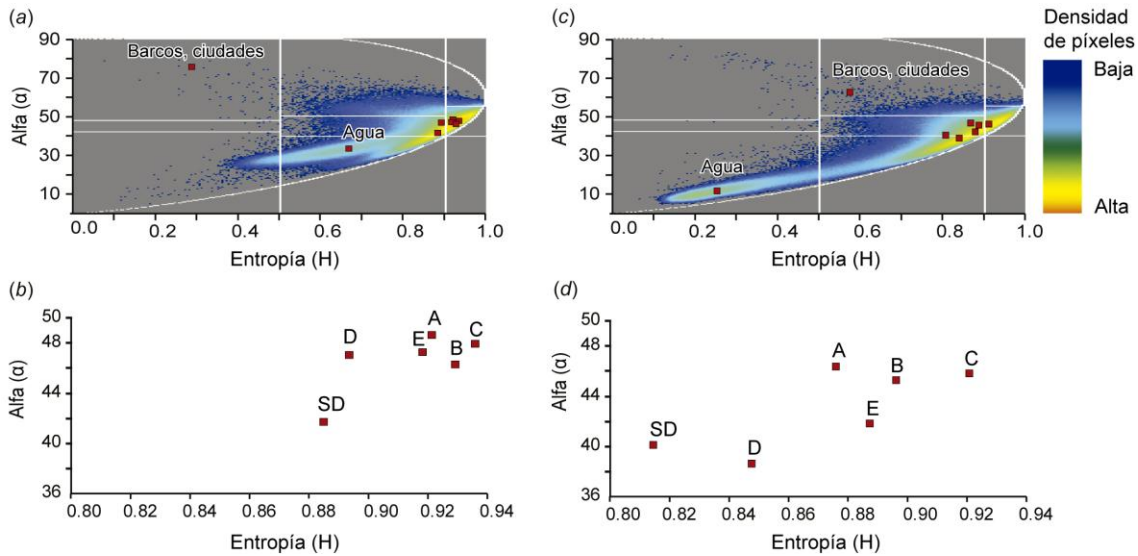 (a)
Alfa (α)
90
70
50
30
10
Barcos, ciudades
Agua
0.0 0.2 0.4 0.6 0.8 1.0
Entropía (H)
(c)
Alfa (α)
90
70
50
30
10
Barcos, ciudades
Agua
0.0 0.2 0.4 0.6 0.8 1.0
Entropía (H)
Densidad
de píxeles
Baja
Alta
(b)
Alfa (α)
50
48
44
40
36
SD
D
E
A
B
C
0.80 0.82 0.84 0.86 0.88 0.90 0.92 0.94
Entropía (H)
(d)
Alfa (α)
50
48
44
40
36
SD
D
A
E
B
C
0.80 0.82 0.84 0.86 0.88 0.90 0.92 0.94
Entropía (H)